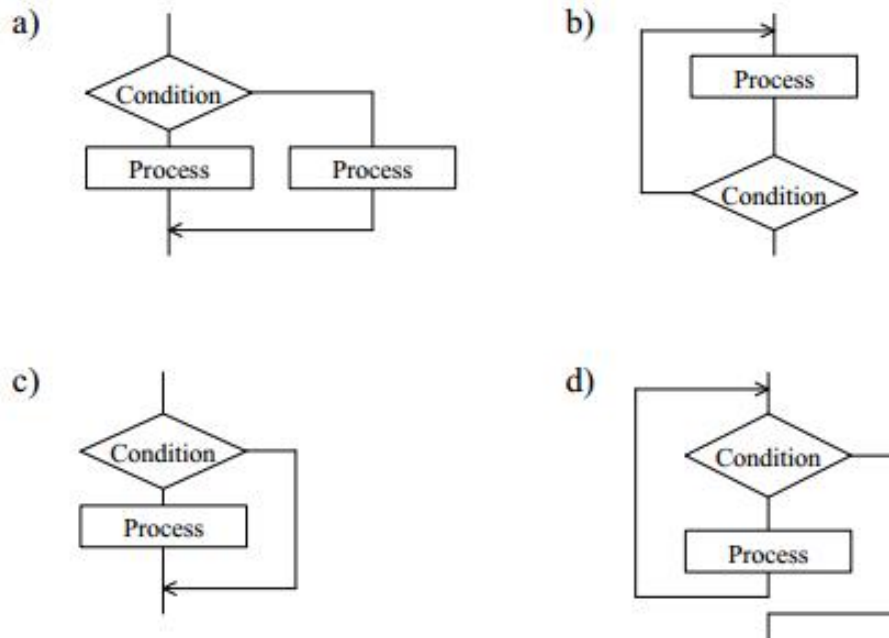 a)
Condition
Process
Process
b)
Process
Condition
c)
Condition
Process
d)
Condition
Process